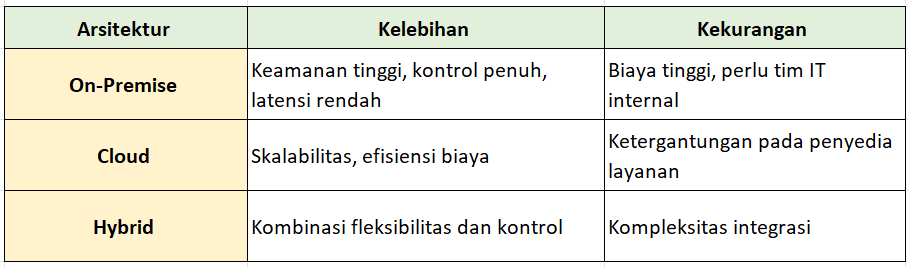 Arsitektur Kelebihan Kekurangan
On-Premise
Keamanan tinggi, kontrol penuh,
latensi rendah
Biaya tinggi, perlu tim IT
internal
Cloud
Skalabilitas, efisiensi biaya
Ketergantungan pada penyedia
layanan
Hybrid
Kombinasi fleksibilitas dan kontrol
Kompleksitas integrasi